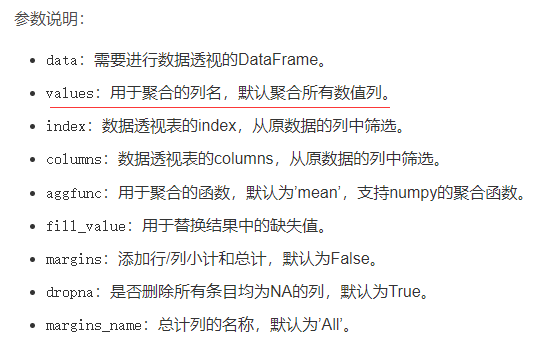 参数说明：
data：需要进行数据透视的DataFrame。
values：用于聚合的列名，默认聚合所有数值列。
index：数据透视表的index，从原数据的列中筛选。
columns：数据透视表的columns，从原数据的列中筛选。
aggfunc：用于聚合的函数，默认为’mean’，支持numpy的聚合函数。
fill_value：用于替换结果中的缺失值。
margins：添加行/列小计和总计，默认为False。
dropna：是否删除所有条目均为NA的列，默认为True。
margins_name：总计列的名称，默认为’All’。